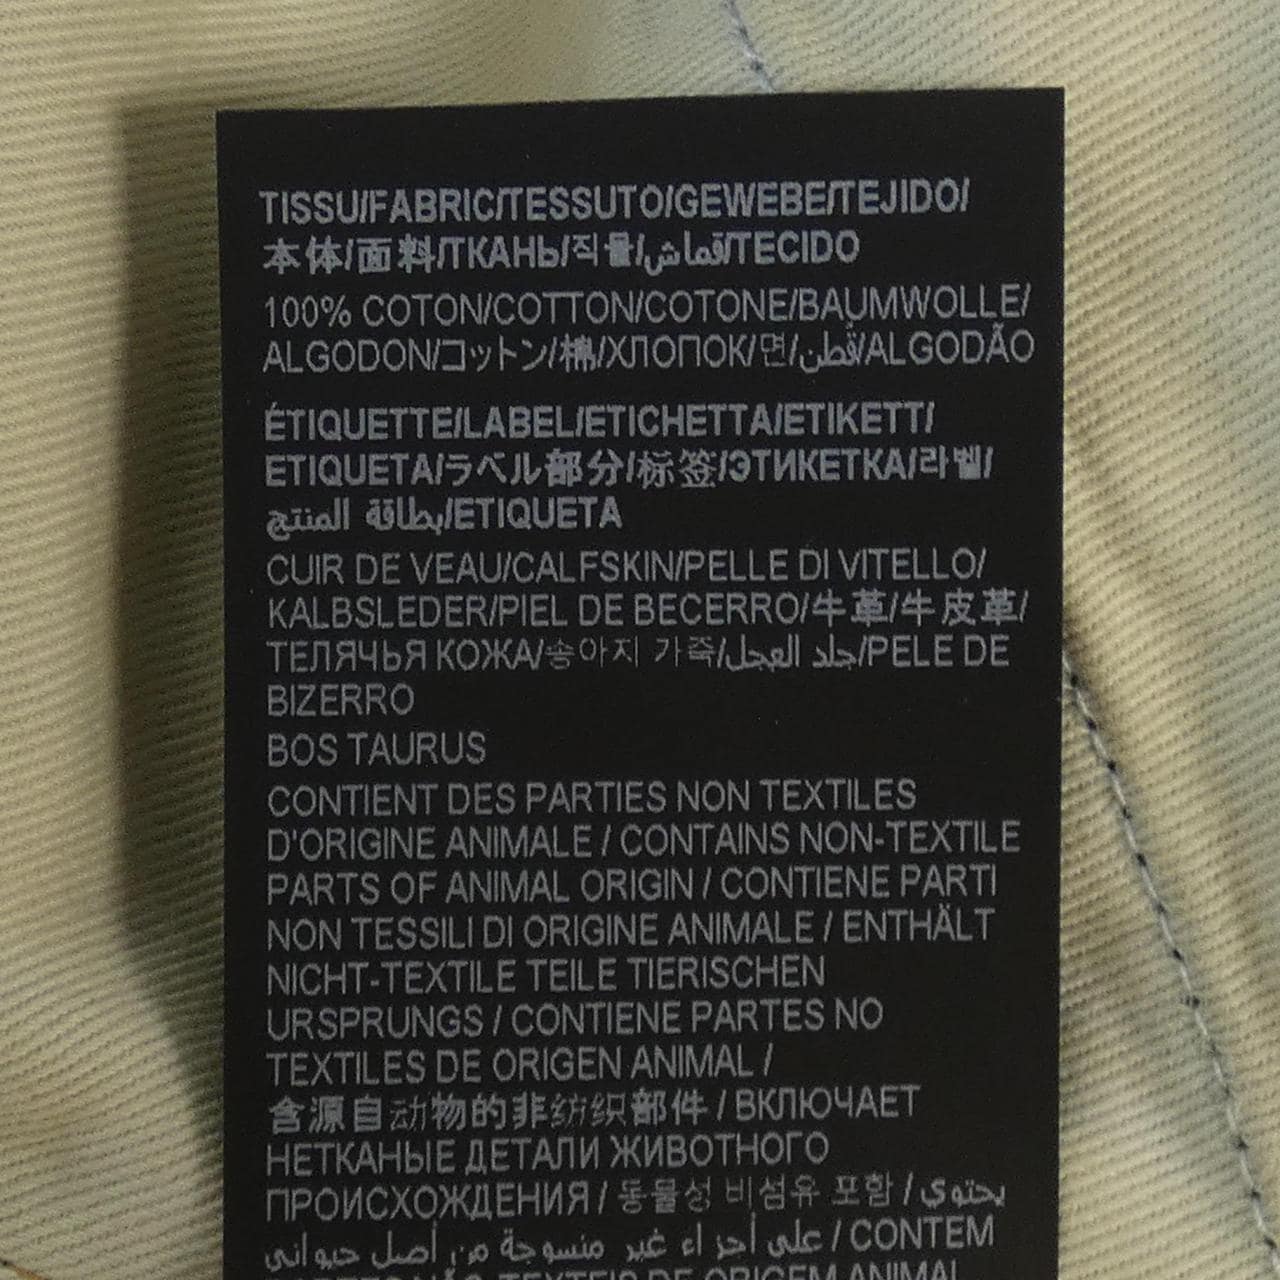 TISSU/FABRIC/TESSUTO/GEWEBE/TEJIDO/
本体/面料/ТКАНЬ/직물/قماش/TECIDO
100% COTON/COTTON/COTONE/BAUMWOLLE/
ALGODON/コットン/棉/ХЛОПОК/면/قطن/ALGODÃO
ÉTIQUETTE/LABEL/ETICHETTA/ETIKETT/
ETIQUETA/ラベル部分/标签/ЭТИКЕТКА/라벨/
بطاقة المنتج/ETIQUETA
CUIR DE VEAU/CALFSKIN/PELLE DI VITELLO/
KALBSLEDER/PIEL DE BECERRO/牛革/牛皮革/
ТЕЛЯЧЬЯ КОЖА/송아지 가죽/جلد العجل/PELE DE
BIZERRO
BOS TAURUS
CONTIENT DES PARTIES NON TEXTILES
D'ORIGINE ANIMALE / CONTAINS NON-TEXTILE
PARTS OF ANIMAL ORIGIN / CONTIENE PARTI
NON TESSILI DI ORIGINE ANIMALE / ENTHÄLT
NICHT-TEXTILE TEILE TIERISCHEN
URSPRUNGS / CONTIENE PARTES NO
TEXTILES DE ORIGEN ANIMAL /
含源自动物的非纺织部件 / ВКЛЮЧАЕТ
НЕТКАНЫЕ ДЕТАЛИ ЖИВОТНОГО
ПРОИСХОЖДЕНИЯ / 동물성 비섬유 포함 / يحتوي
على أجزاء غير منسوجة من أصل حيواني / CONTEM
PARTES NÃO TEXTEIS DE ORIGEM ANIMAL